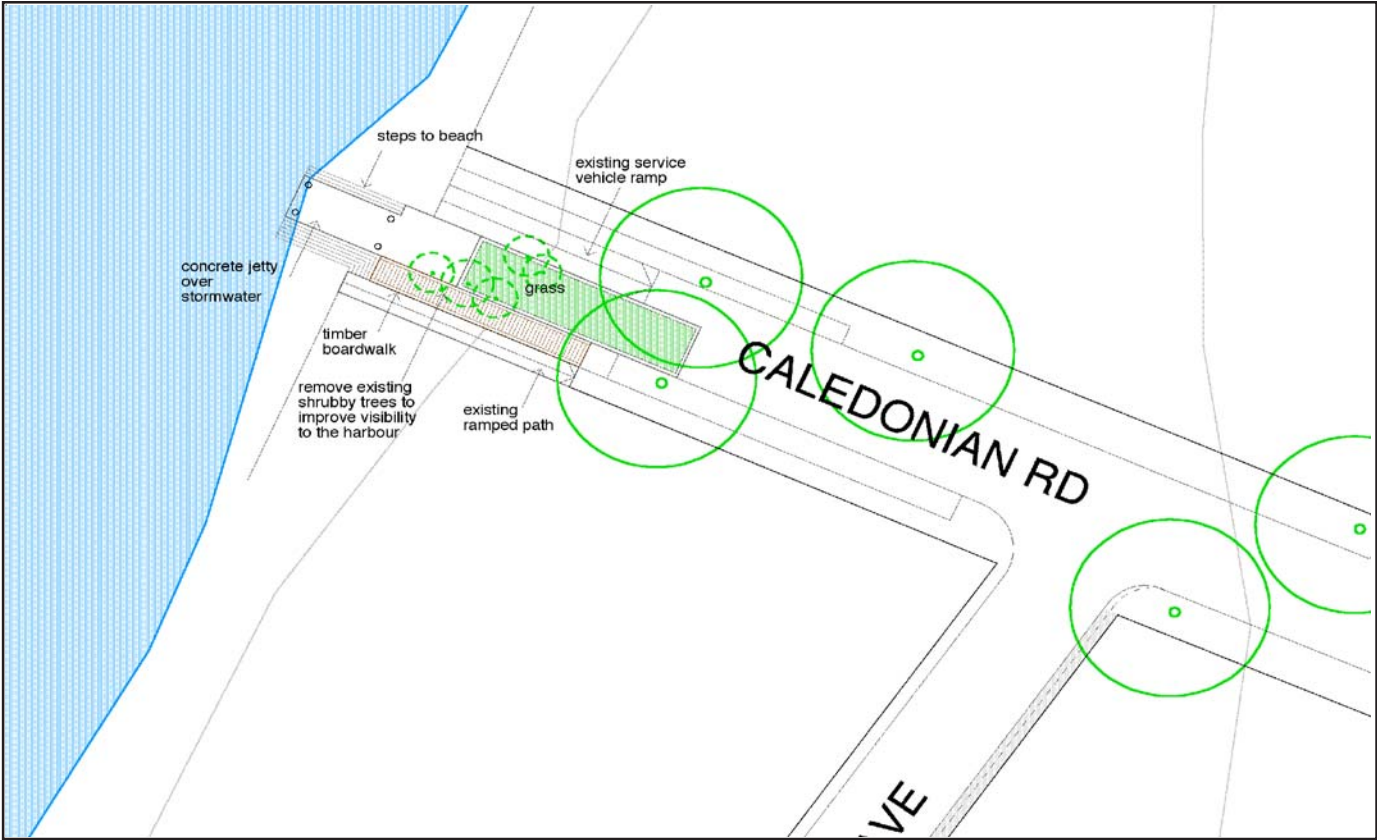 steps to beach
existing service
vehicle ramp
concrete jetty
over
stormwater
grass
timber
boardwalk
remove existing
shrubby trees to
improve visibility
to the harbour
existing
ramped path
CALEDONIAN RD
VE